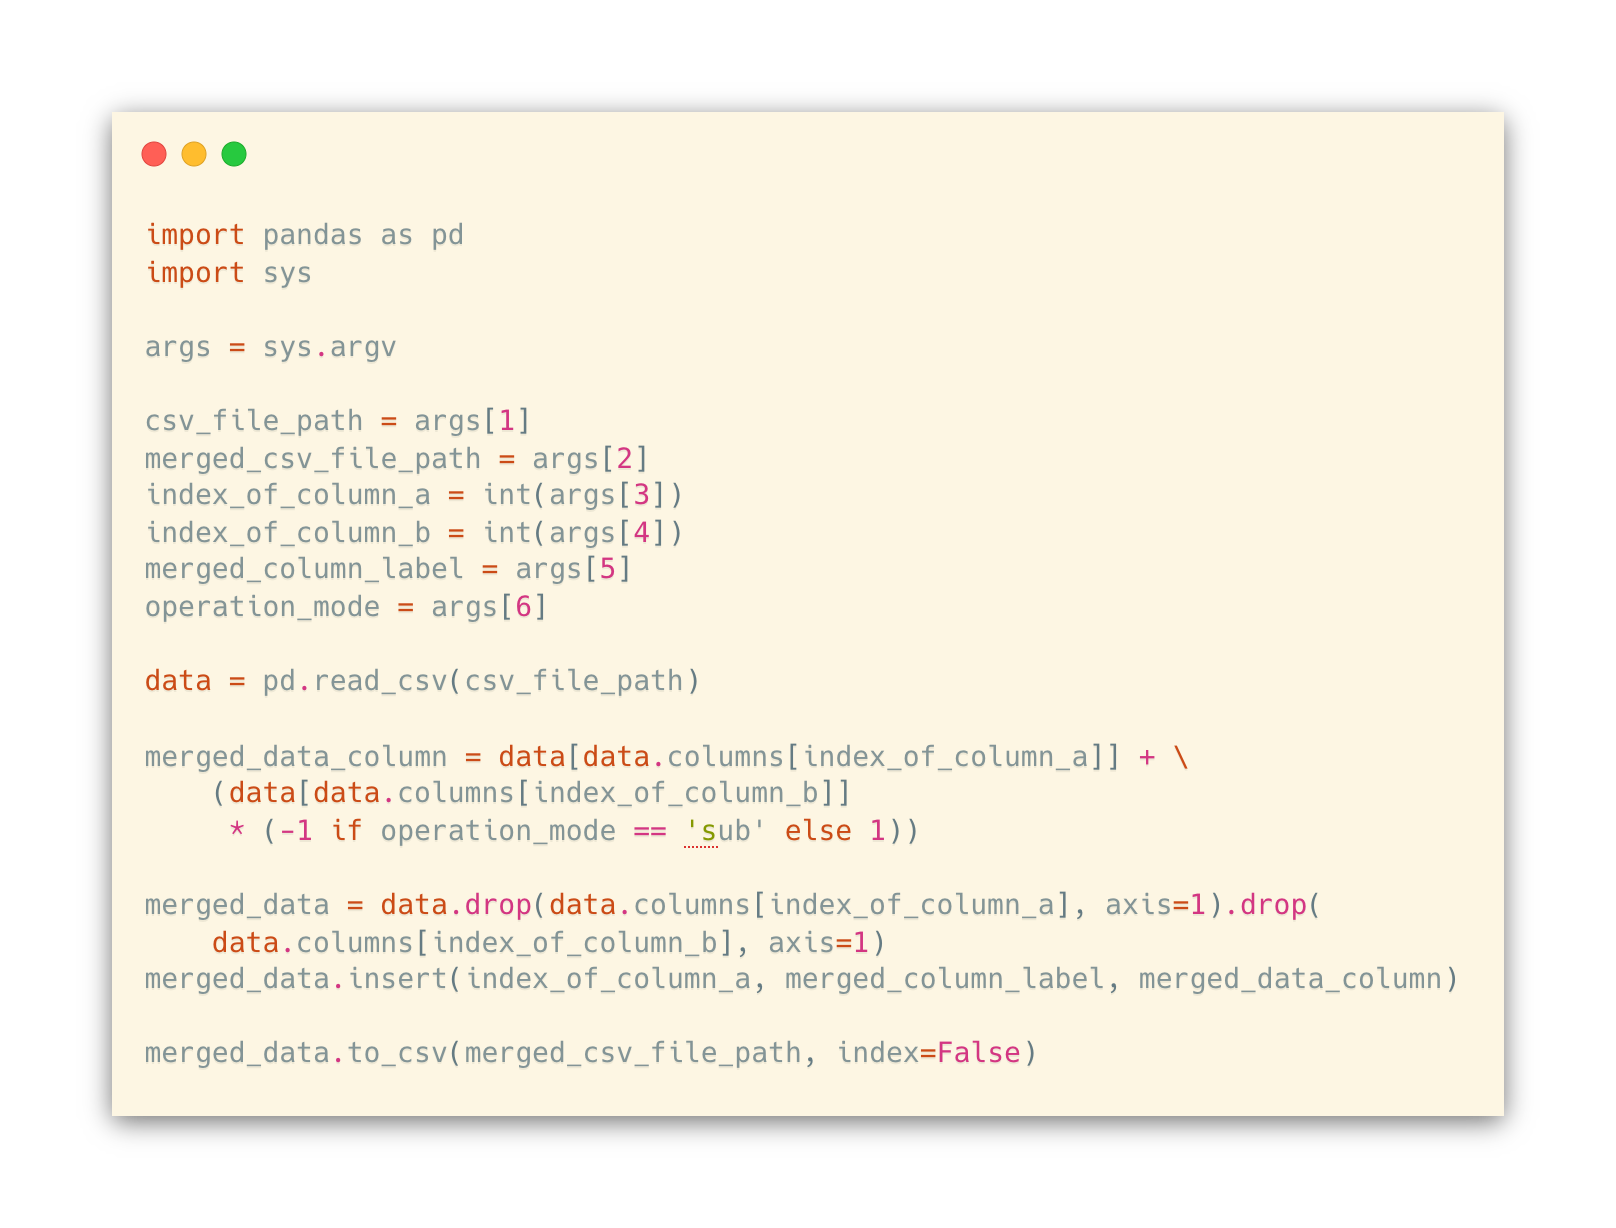 import pandas as pd
import sys

args = sys.argv

csv_file_path = args[1]
merged_csv_file_path = args[2]
index_of_column_a = int(args[3])
index_of_column_b = int(args[4])
merged_column_label = args[5]
operation_mode = args[6]

data = pd.read_csv(csv_file_path)

merged_data_column = data[data.columns[index_of_column_a]] + \
    (data[data.columns[index_of_column_b]]
     * (-1 if operation_mode == 'sub' else 1))

merged_data = data.drop(data.columns[index_of_column_a], axis=1).drop(
    data.columns[index_of_column_b], axis=1)
merged_data.insert(index_of_column_a, merged_column_label, merged_data_column)

merged_data.to_csv(merged_csv_file_path, index=False)